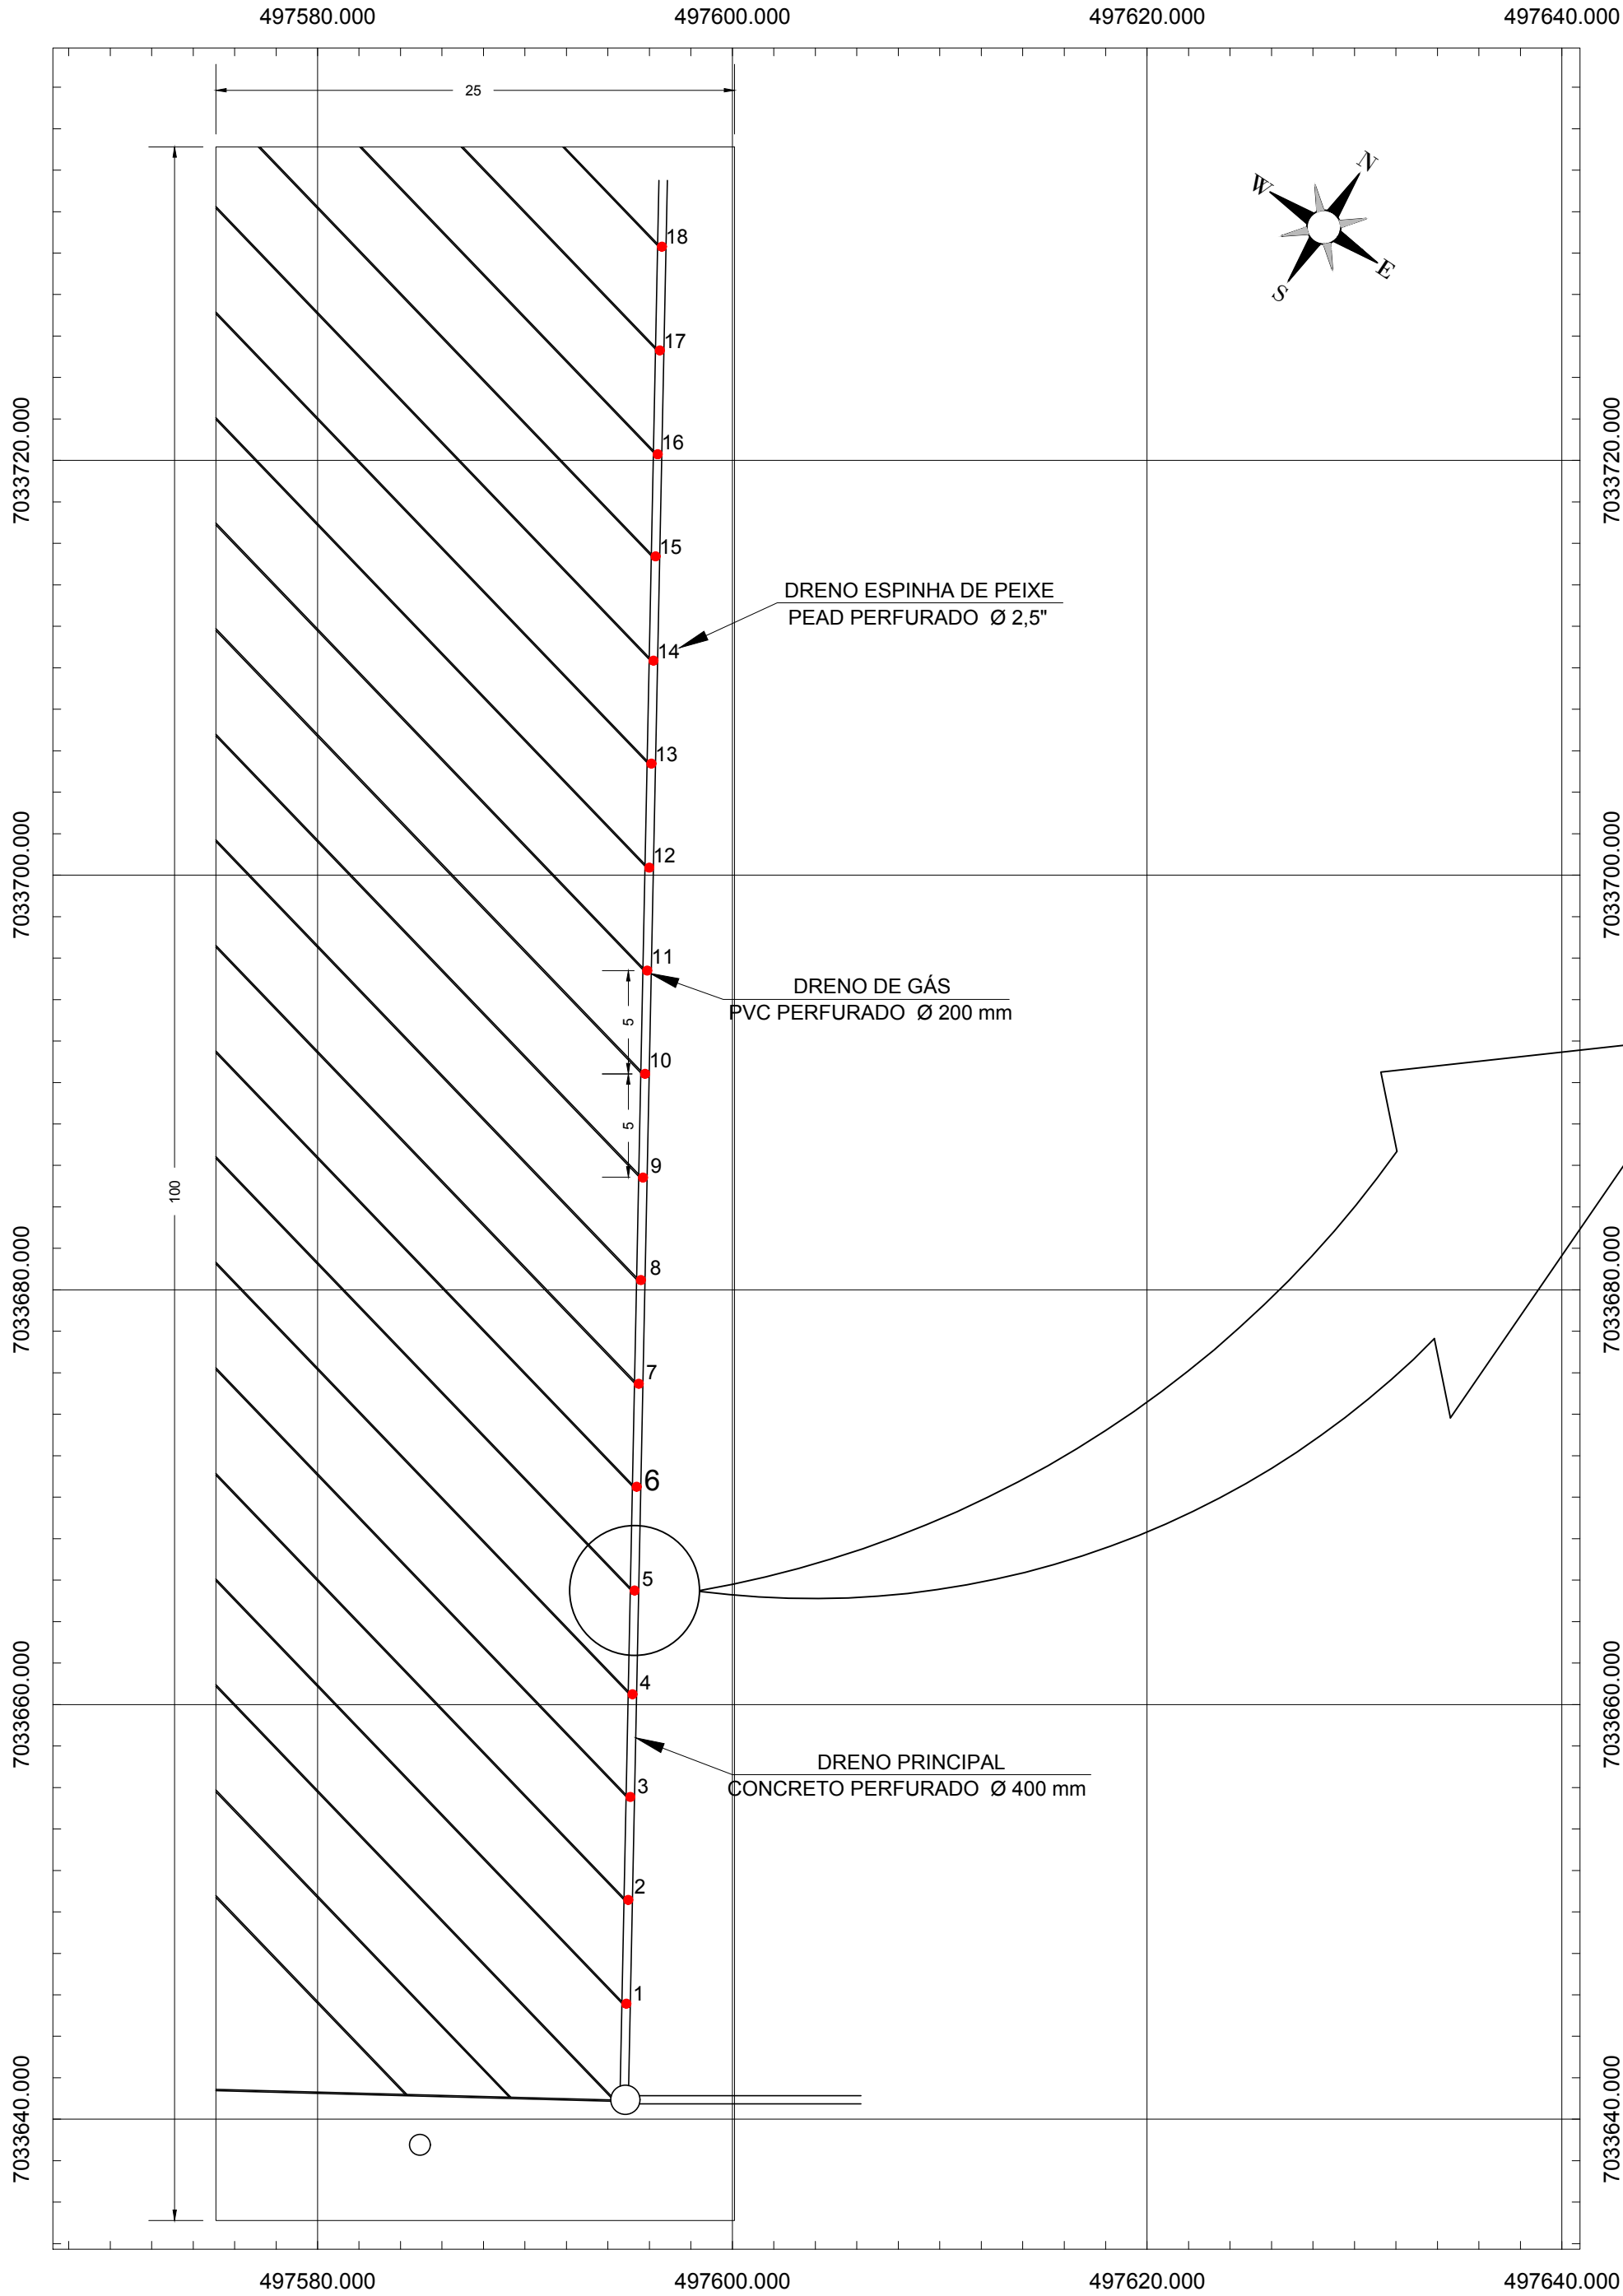 497580.000 497600.000 497620.000 497640.000
25
N
W
E
S
18
17
7033720.000 7033720.000
16
15
DRENO ESPINHA DE PEIXE
PEAD PERFURADO Ø 2,5"
14
13
12
7033700.000 7033700.000
11
DRENO DE GÁS
PVC PERFURADO Ø 200 mm
5
10
5
9
100
8
7033680.000 7033680.000
7
6
5
4
7033660.000 7033660.000
DRENO PRINCIPAL
CONCRETO PERFURADO Ø 400 mm
3
2
1
7033640.000 7033640.000
497580.000 497600.000 497620.000 497640.000